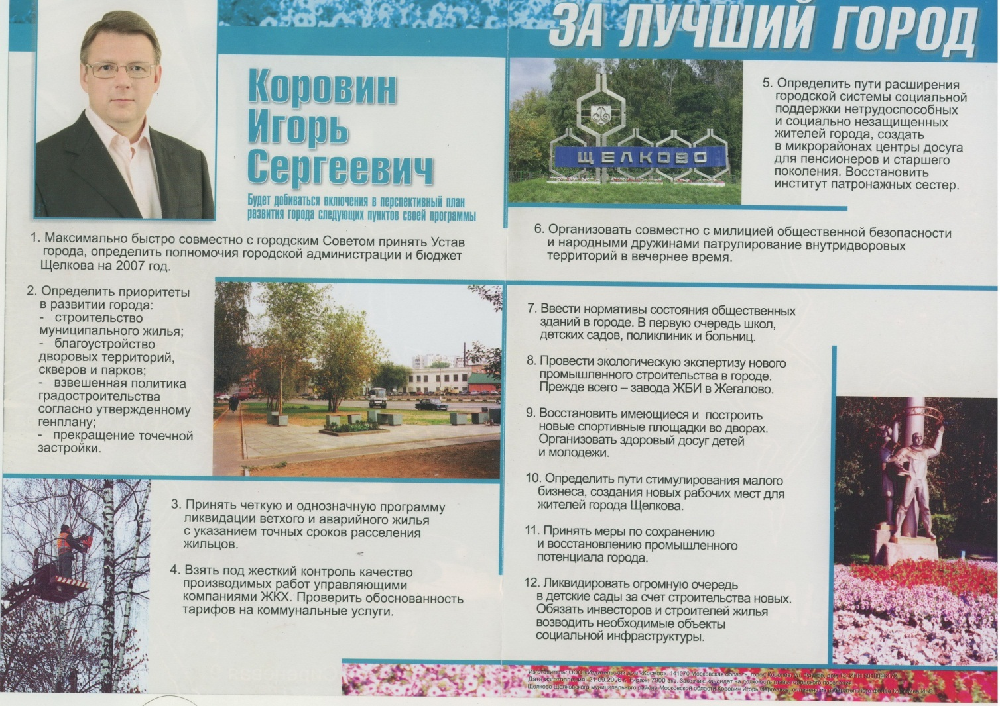 ЗА ЛУЧШИЙ ГОРОД
Коровин
Игорь
Сергеевич
Будет добиваться включения в перспективный план
развития города следующих пунктов своей программы
1. Максимально быстро совместно с городским Советом принять Устав
города, определить полномочия городской администрации и бюджет
Щелкова на 2007 год.
2. Определить приоритеты
в развитии города:
- строительство
муниципального жилья;
- благоустройство
дворовых территорий,
скверов и парков;
- взвешенная политика
градостроительства
согласно утвержденному
генплану;
- прекращение точечной
застройки.
3. Принять четкую и однозначную программу
ликвидации ветхого и аварийного жилья
с указанием точных сроков расселения
жильцов.
4. Взять под жесткий контроль качество
производимых работ управляющими
компаниями ЖКХ. Проверить обоснованность
тарифов на коммунальные услуги.
ЩЕЛКОВО
5. Определить пути расширения
городской системы социальной
поддержки нетрудоспособных
и социально незащищенных
жителей города, создать
в микрорайонах центры досуга
для пенсионеров и старшего
поколения. Восстановить
институт патронажных сестер.
6. Организовать совместно с милицией общественной безопасности
и народными дружинами патрулирование внутридворовых
территорий в вечернее время.
7. Ввести нормативы состояния общественных
зданий в городе. В первую очередь школ,
детских садов, поликлиник и больниц.
8. Провести экологическую экспертизу нового
промышленного строительства в городе.
Прежде всего – завода ЖБИ в Жегалово.
9. Восстановить имеющиеся и построить
новые спортивные площадки во дворах.
Организовать здоровый досуг детей
и молодежи.
10. Определить пути стимулирования малого
бизнеса, создания новых рабочих мест для
жителей города Щелкова.
11. Принять меры по сохранению
и восстановлению промышленного
потенциала города.
12. Ликвидировать огромную очередь
в детские сады за счет строительства новых.
Обязать инвесторов и строителей жилья
возводить необходимые объекты
социальной инфраструктуры.
Изготовитель: ООО «Издательский дом «Космос», 141070 Московская область, город Королев, ул. Фрунзе, дом 12,
Дата изготовления: 21.09.2006 г. Тираж: 7000 экз. Заказчик: кандидат на должность главы городского поселения
Щелково Щелковского муниципального района Московской области Коровин Игорь Сергеевич, оплачено из избирательного фонда Коровина И. С.